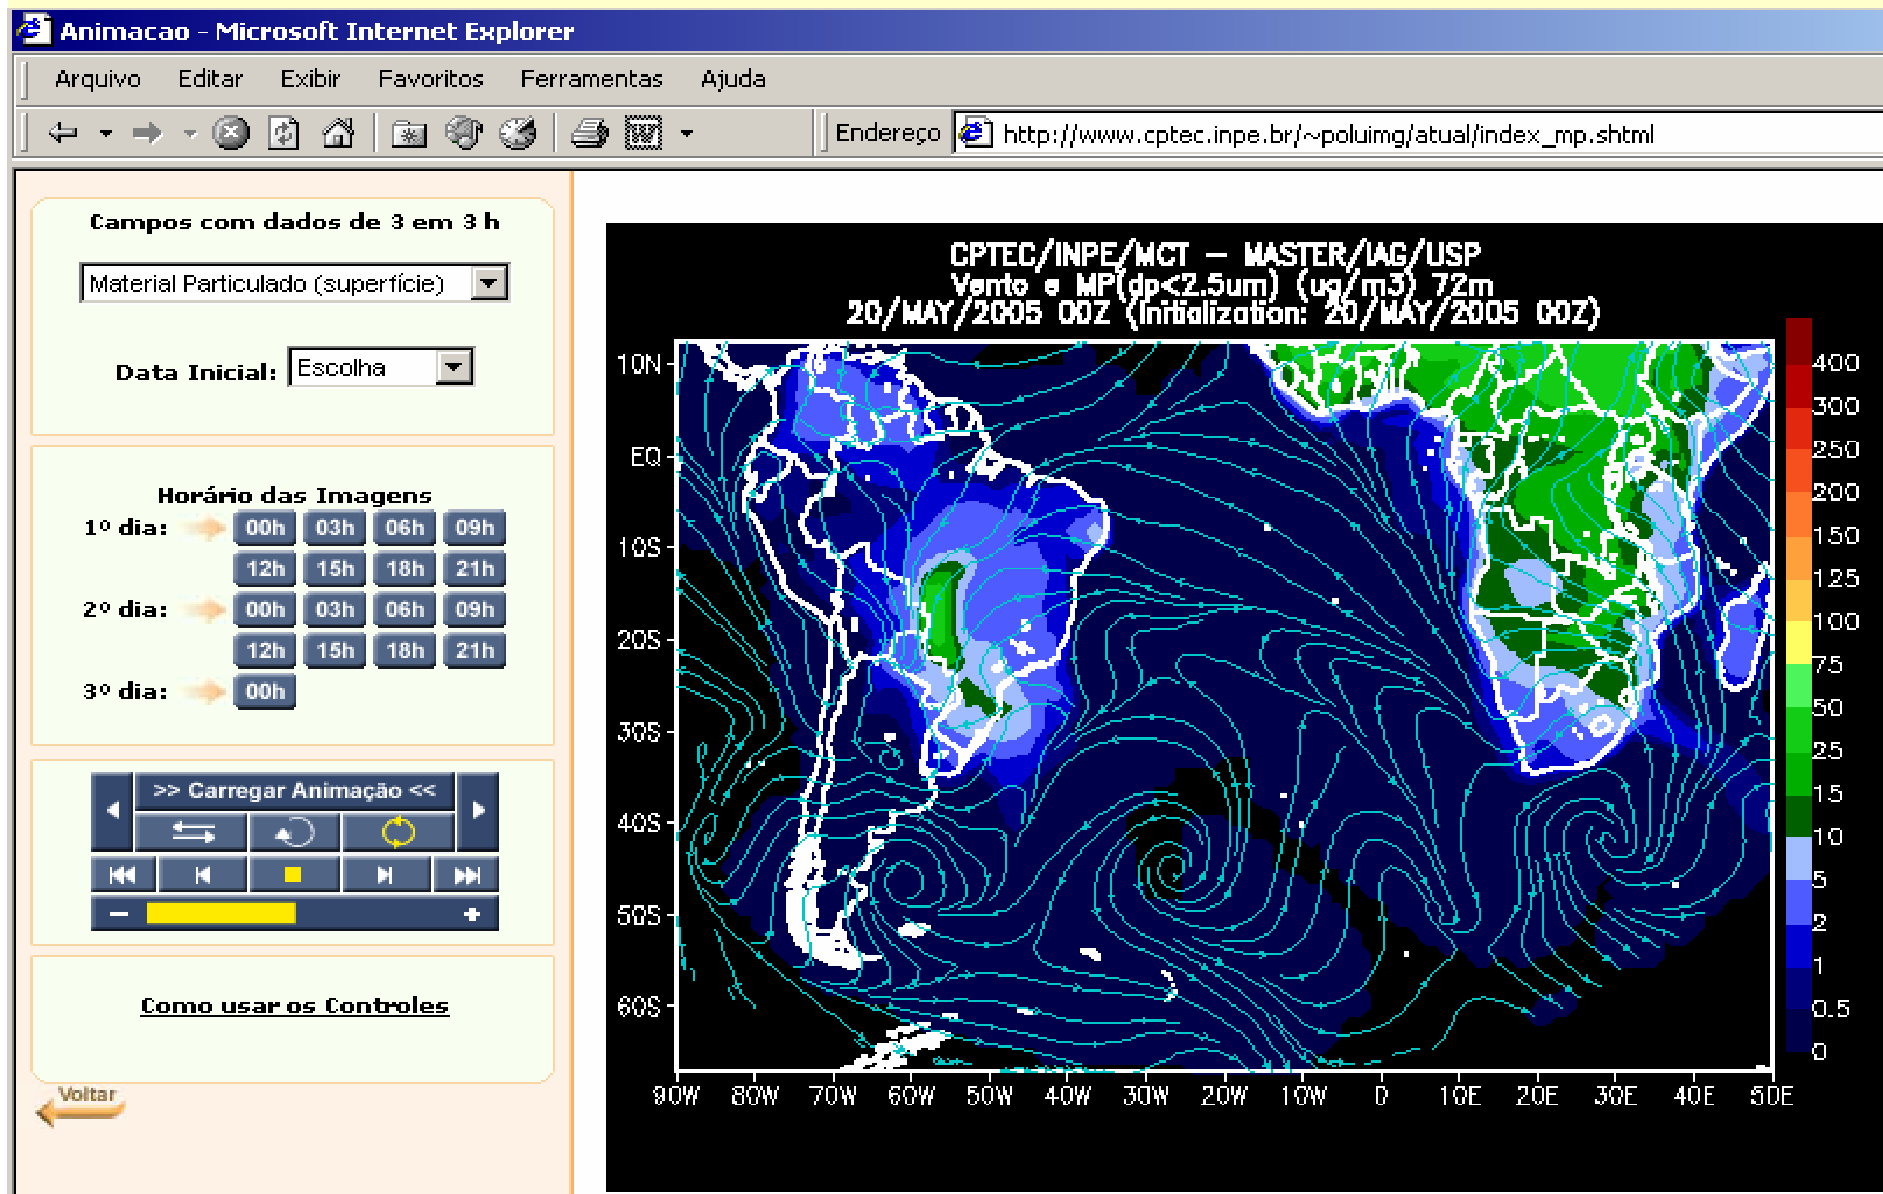 Animacao - Microsoft Internet Explorer
Arquivo Editar Exibir Favoritos Ferramentas Ajuda
Endereço http://www.cptec.inpe.br/~poluimg/atual/index_mp.shtml
Campos com dados de 3 em 3 h
Material Particulado (superfície)
Data Inicial: Escolha
Horário das Imagens
1º dia: 00h 03h 06h 09h
12h 15h 18h 21h
2º dia: 00h 03h 06h 09h
12h 15h 18h 21h
3º dia: 00h
>> Carregar Animação <<
- +
Como usar os Controles
Voltar
CPTEC/INPE/MCT - MASTER/IAG/USP
Vento e MP(dp<2.5um) (ug/m3) 72m
20/MAY/2005 00Z (Initialization: 20/MAY/2005 00Z)
10N
EQ
10S
20S
30S
40S
50S
60S
90W 80W 70W 60W 50W 40W 30W 20W 10W 0 10E 20E 30E 40E 50E
400
300
250
200
150
125
100
75
50
25
15
10
5
2
1
0.5
0